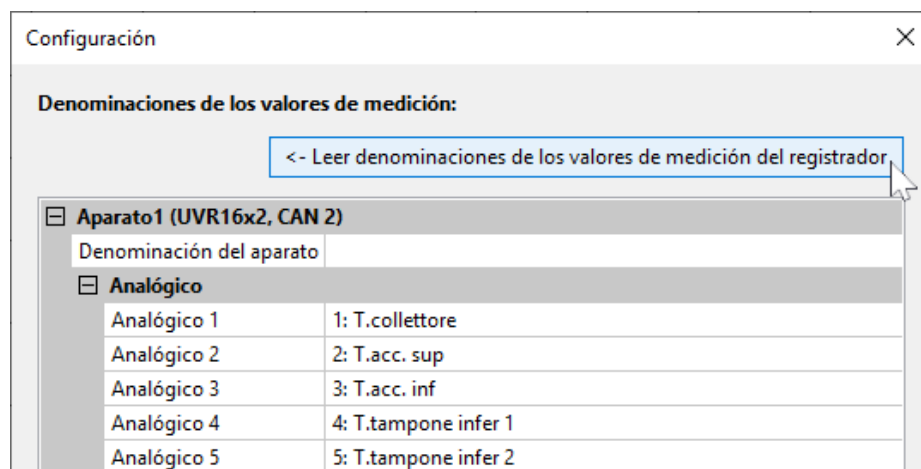 Configuración
Denominaciones de los valores de medición:
<- Leer denominaciones de los valores de medición del registrador
Aparato1 (UVR16x2, CAN 2)
Denominación del aparato
Analógico
Analógico 1 1: T.collettore
Analógico 2 2: T.acc. sup
Analógico 3 3: T.acc. inf
Analógico 4 4: T.tampone infer 1
Analógico 5 5: T.tampone infer 2